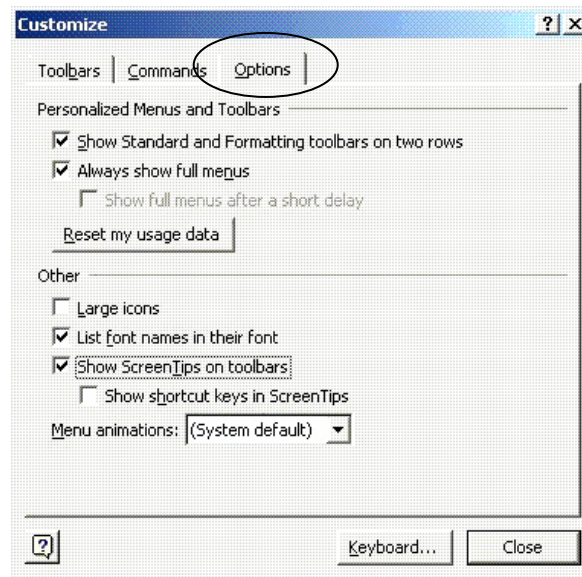 Customize
Toolbars Commands Options
Personalized Menus and Toolbars
Show Standard and Formatting toolbars on two rows
Always show full menus
Show full menus after a short delay
Reset my usage data
Other
Large icons
List font names in their font
Show ScreenTips on toolbars
Show shortcut keys in ScreenTips
Menu animations: (System default)
Keyboard... Close